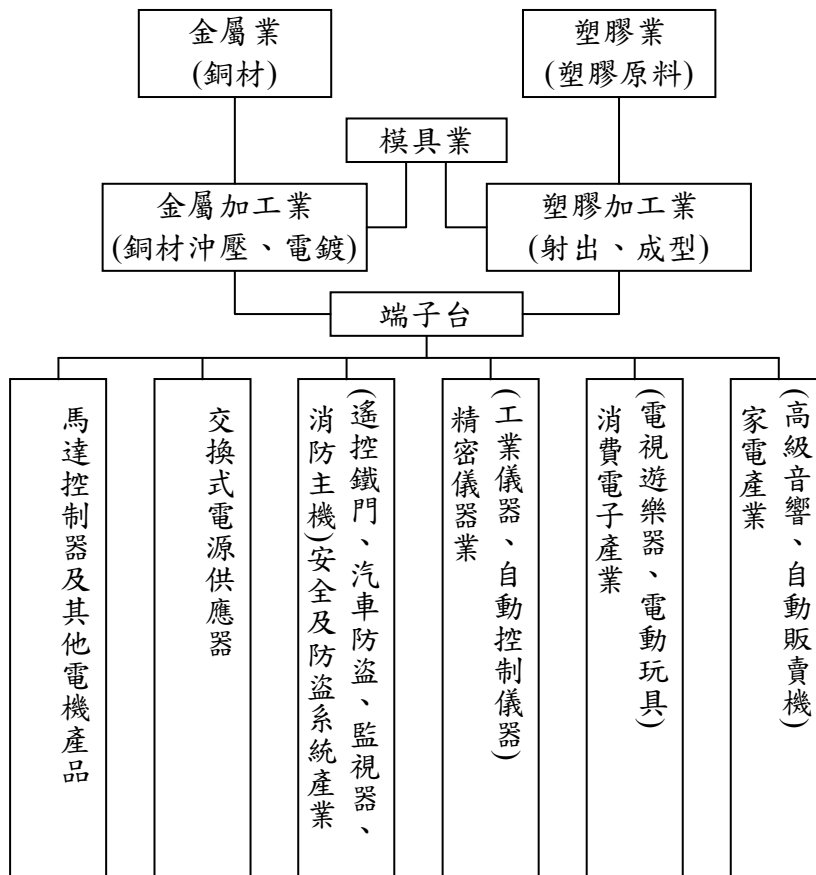 金屬業
(銅材)
塑膠業
(塑膠原料)
模具業
金屬加工業
(銅材沖壓、電鍍)
塑膠加工業
(射出、成型)
端子台
馬達控制器及其他電機產品
交換式電源供應器
(遙控鐵門、汽車防盜、監視器、
消防主機)安全及防盜系統產業
(工業儀器、自動控制儀器)
精密儀器業
(電視遊樂器、電動玩具)
消費電子產業
(高級音響、自動販賣機)
家電產業